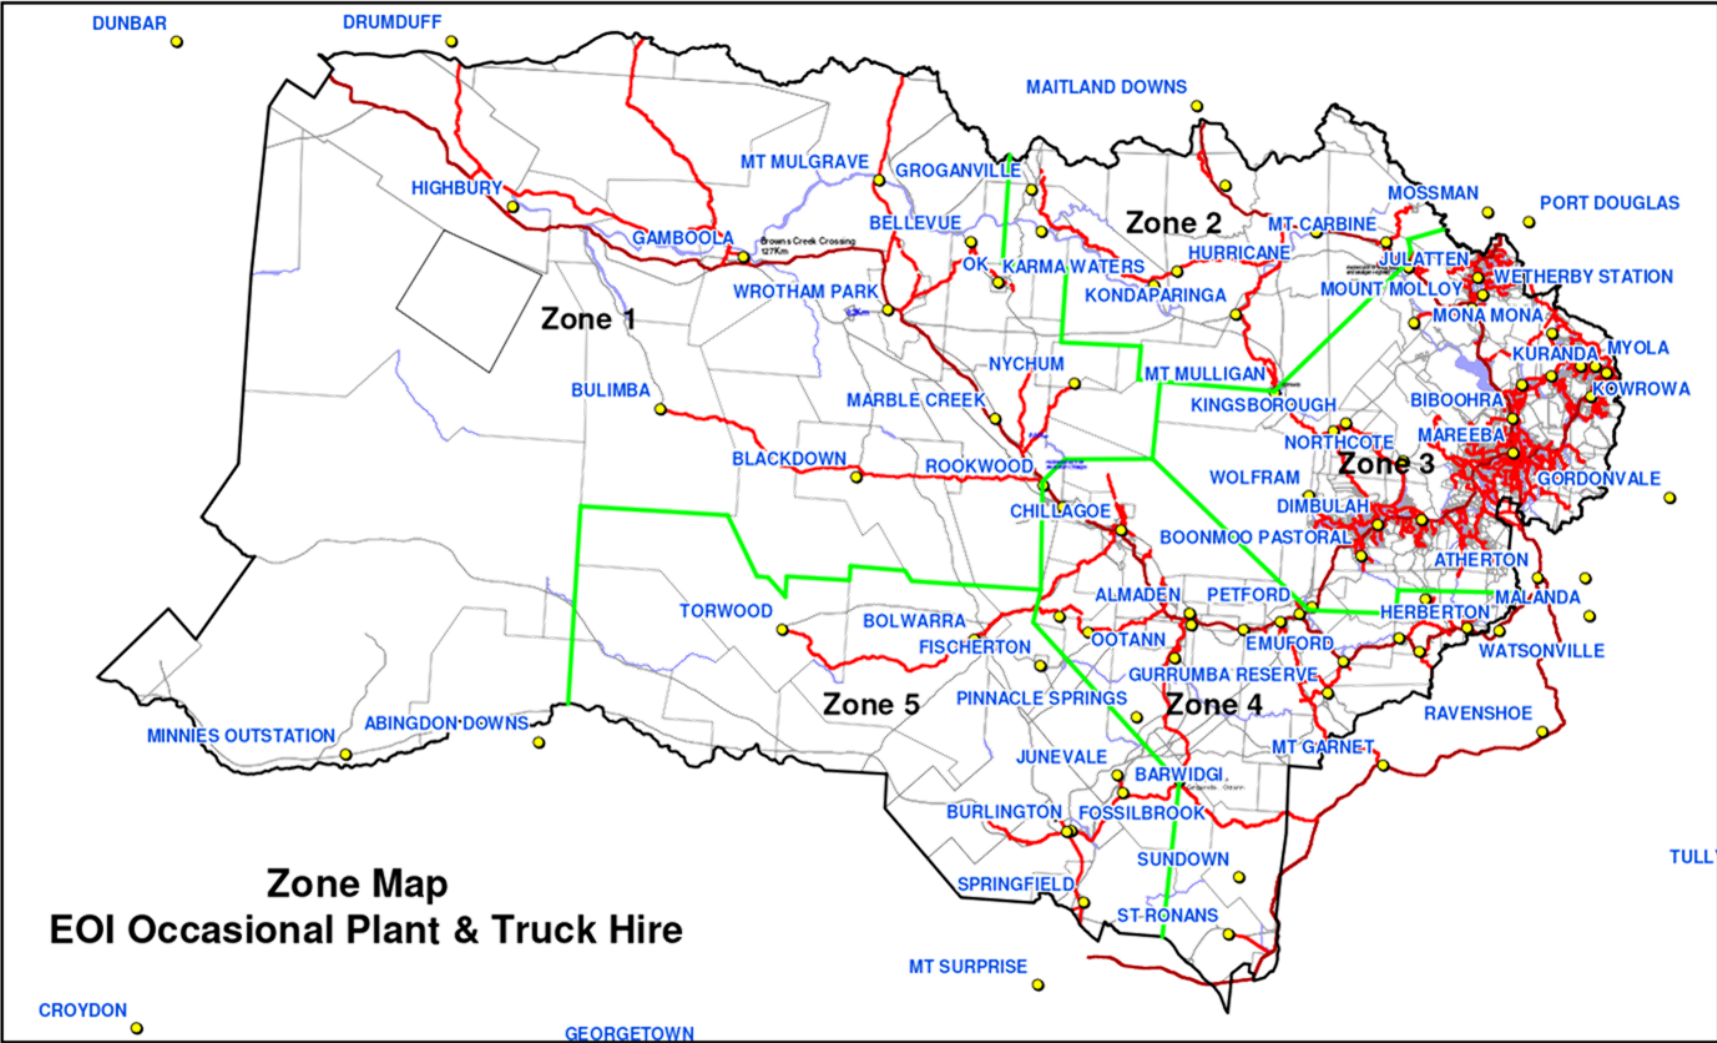 DUNBAR
DRUMDUFF
MAITLAND DOWNS
MT MULGRAVE
GROGANVILLE
HIGHBURY
MOSSMAN
PORT DOUGLAS
BELLEVUE
Zone 2
MT CARBINE
GAMBOOLA
Browns Creek Crossing
127Km
HURRICANE
OK
KARMA WATERS
JULATTEN
WETHERBY STATION
WROTHAM PARK
KONDAPARINGA
MOUNT MOLLOY
Zone 1
MONA MONA
NYCHUM
MT MULLIGAN
KURANDA
MYOLA
BULIMBA
MARBLE CREEK
KINGSBOROUGH
BIBOOHRA
KOWROWA
NORTHCOTE
MAREEBA
BLACKDOWN
ROOKWOOD
Zone 3
WOLFRAM
GORDONVALE
CHILLAGOE
DIMBULAH
BOONMOO PASTORAL
ATHERTON
TORWOOD
BOLWARRA
ALMADEN
PETFORD
HERBERTON
MALANDA
FISCHERTON
OOTANN
EMUFORD
WATSONVILLE
GURRUMBA RESERVE
PINNACLE SPRINGS
Zone 5
Zone 4
RAVENSHOE
MINNIES OUTSTATION
ABINGDON DOWNS
MT GARNET
JUNEVALE
BARWIDGI
BURLINGTON
FOSSILBROOK
SUNDOWN
TULLY
Zone Map
SPRINGFIELD
ST RONANS
EOI Occasional Plant & Truck Hire
MT SURPRISE
CROYDON
GEORGETOWN